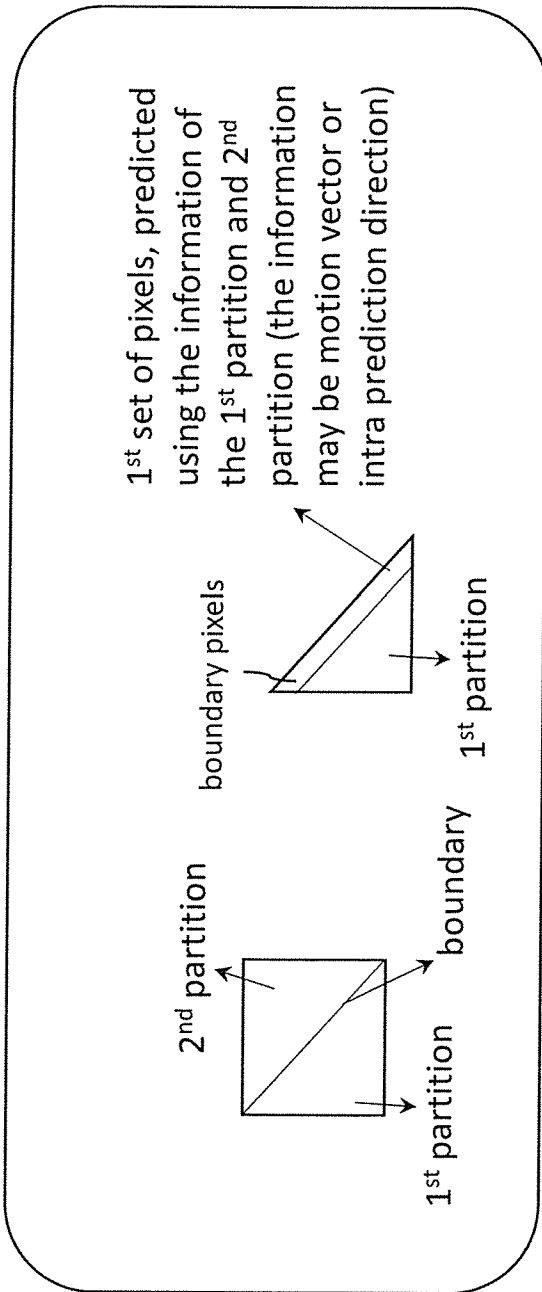 2nd partition
1st partition
boundary
boundary pixels
1st partition
1st set of pixels, predicted
using the information of
the 1st partition and 2nd
partition (the information
may be motion vector or
intra prediction direction)